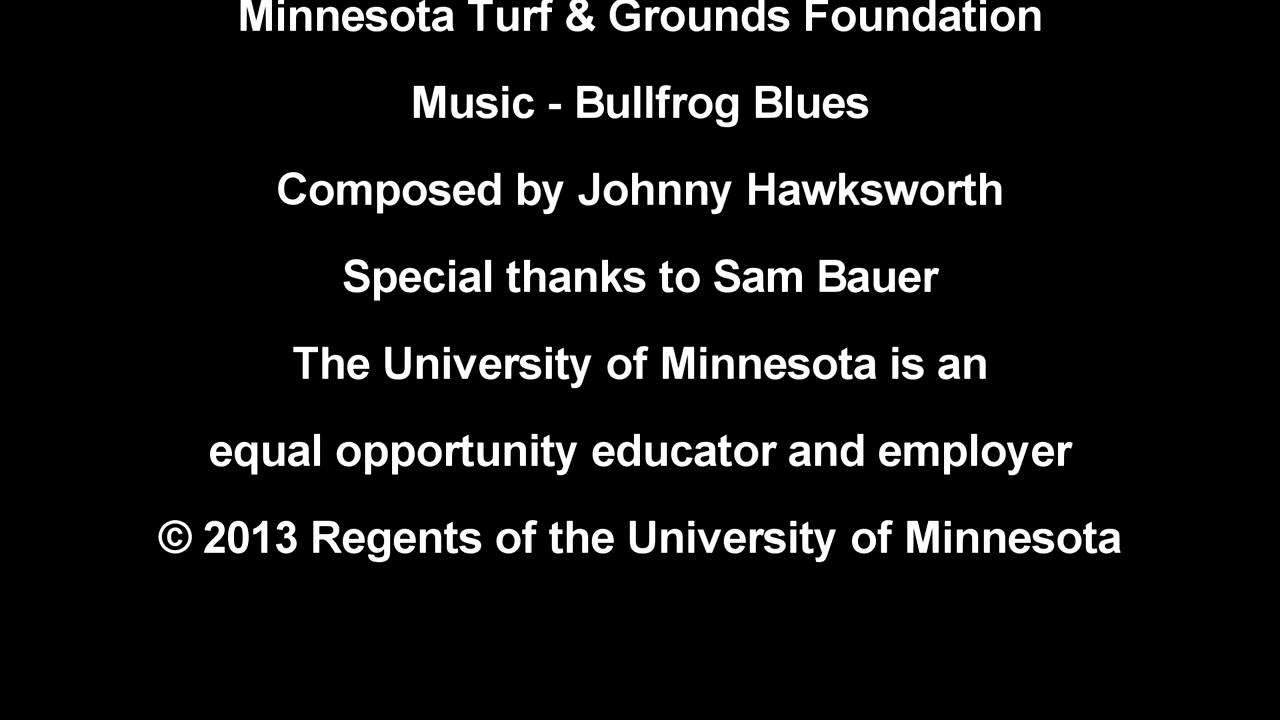 Minnesota Turf & Grounds Foundation
Music - Bullfrog Blues
Composed by Johnny Hawksworth
Special thanks to Sam Bauer
The University of Minnesota is an
equal opportunity educator and employer
© 2013 Regents of the University of Minnesota